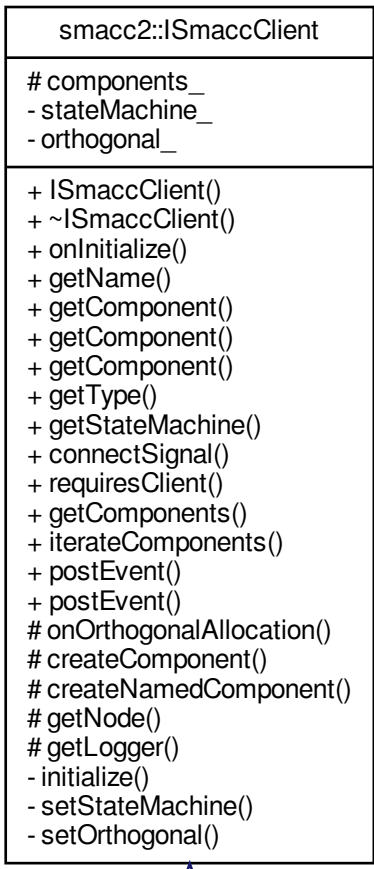 smacc2::ISmaccClient
# components_
- stateMachine_
- orthogonal_
+ ISmaccClient()
+ ~ISmaccClient()
+ onInitialize()
+ getName()
+ getComponent()
+ getComponent()
+ getComponent()
+ getType()
+ getStateMachine()
+ connectSignal()
+ requiresClient()
+ getComponents()
+ iterateComponents()
+ postEvent()
+ postEvent()
# onOrthogonalAllocation()
# createComponent()
# createNamedComponent()
# getNode()
# getLogger()
- initialize()
- setStateMachine()
- setOrthogonal()